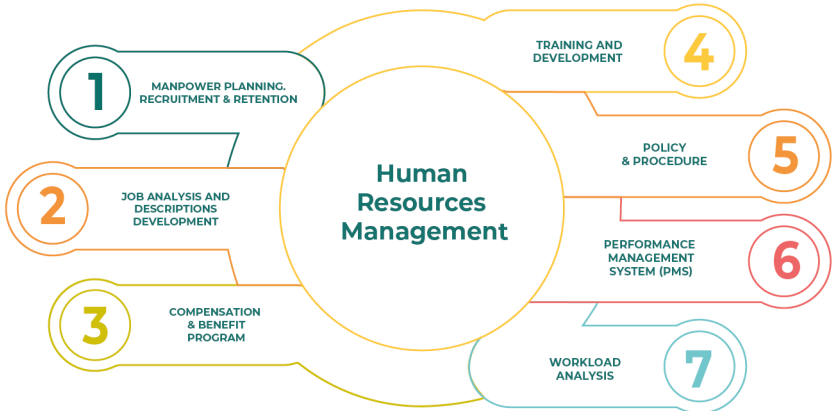 1
MANPOWER PLANNING.
RECRUITMENT & RETENTION
2
JOB ANALYSIS AND
DESCRIPTIONS
DEVELOPMENT
3
COMPENSATION
& BENEFIT
PROGRAM
Human
Resources
Management
4
TRAINING AND
DEVELOPMENT
5
POLICY
& PROCEDURE
6
PERFORMANCE
MANAGEMENT
SYSTEM (PMS)
7
WORKLOAD
ANALYSIS